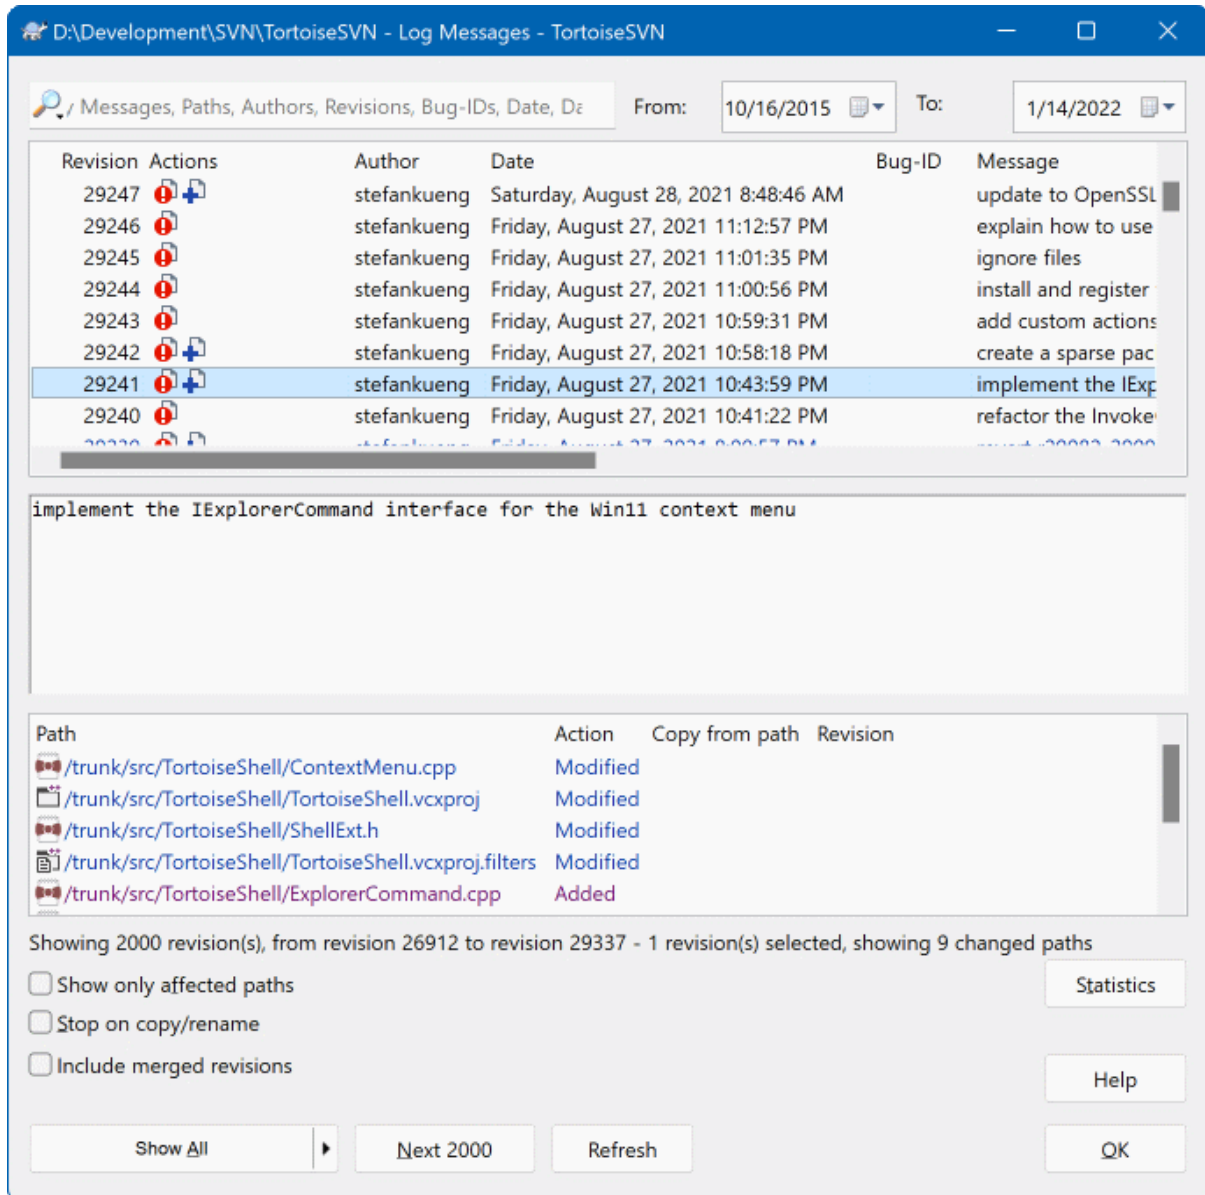 D:\Development\SVN\TortoiseSVN - Log Messages - TortoiseSVN
Messages, Paths, Authors, Revisions, Bug-IDs, Date, Da From: 10/16/2015 To: 1/14/2022
Revision Actions Author Date Bug-ID Message
29247 stefankueng Saturday, August 28, 2021 8:48:46 AM update to OpenSSL
29246 stefankueng Friday, August 27, 2021 11:12:57 PM explain how to use
29245 stefankueng Friday, August 27, 2021 11:01:35 PM ignore files
29244 stefankueng Friday, August 27, 2021 11:00:56 PM install and register
29243 stefankueng Friday, August 27, 2021 10:59:31 PM add custom actions
29242 stefankueng Friday, August 27, 2021 10:58:18 PM create a sparse pac
29241 stefankueng Friday, August 27, 2021 10:43:59 PM implement the IExp
29240 stefankueng Friday, August 27, 2021 10:41:22 PM refactor the Invoke
implement the IExplorerCommand interface for the Win11 context menu
Path Action Copy from path Revision
/trunk/src/TortoiseShell/ContextMenu.cpp Modified
/trunk/src/TortoiseShell/TortoiseShell.vcxproj Modified
/trunk/src/TortoiseShell/ShellExt.h Modified
/trunk/src/TortoiseShell/TortoiseShell.vcxproj.filters Modified
/trunk/src/TortoiseShell/ExplorerCommand.cpp Added
Showing 2000 revision(s), from revision 26912 to revision 29337 - 1 revision(s) selected, showing 9 changed paths
Show only affected paths
Statistics
Stop on copy/rename
Include merged revisions
Help
Show All Next 2000 Refresh OK